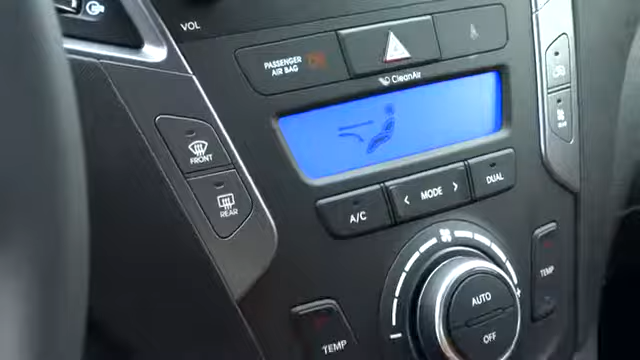 VOL
PASSENGER
AIR BAG
CleanAir
FRONT
REAR
A/C
< MODE >
DUAL
TEMP
AUTO
OFF
TEMP